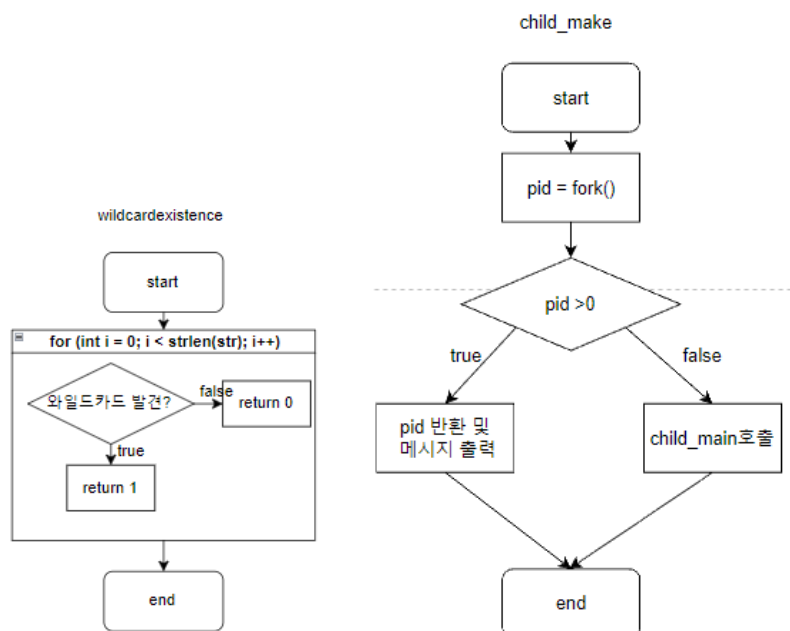 wildcardexistence
start
for (int i = 0; i < strlen(str); i++)
와일드카드 발견?
false
return 0
true
return 1
end
child_make
start
pid = fork()
pid >0
true
false
pid 반환 및
메시지 출력
child_main호출
end